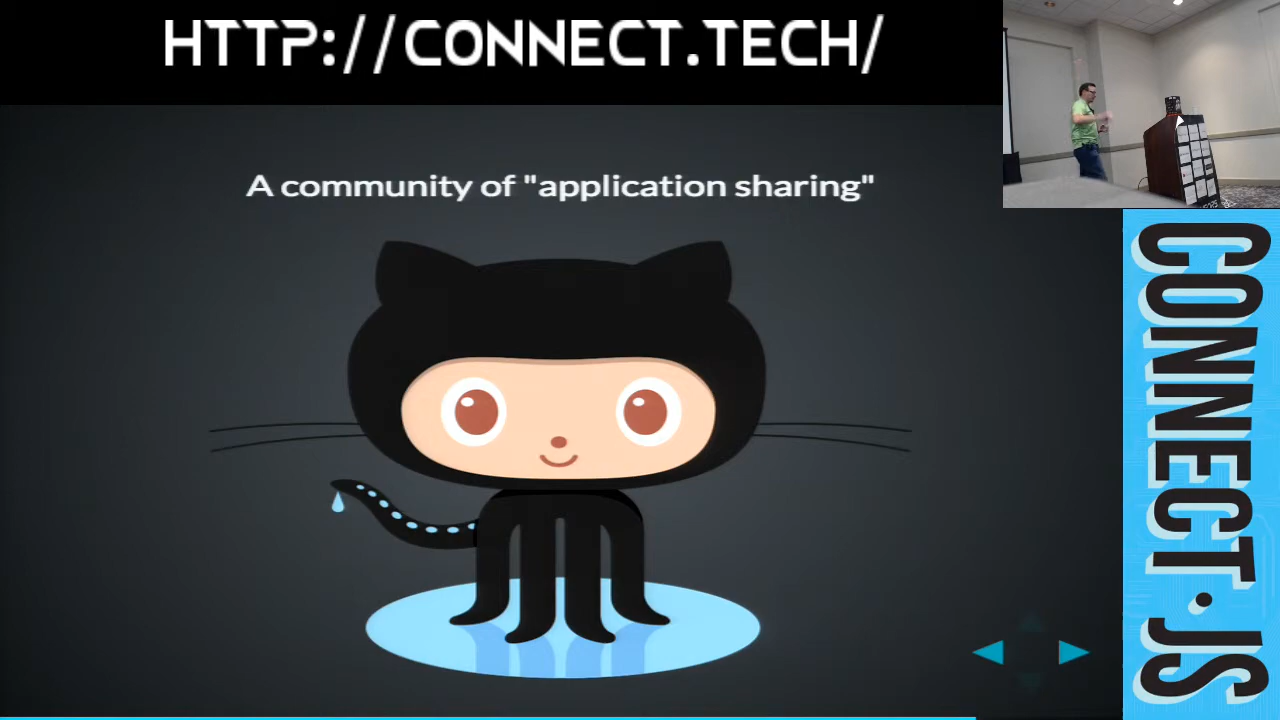 HTTP://CONNECT.TECH/
A community of "application sharing"
CONNECT.JS